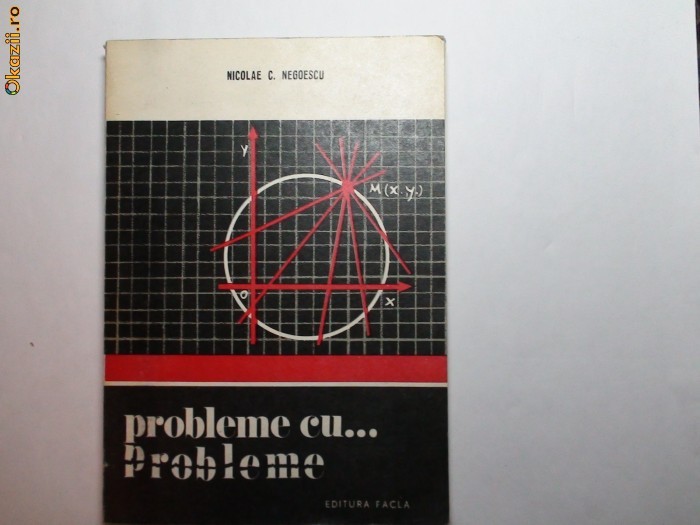 Okazii.ro
NICOLAE C. NEGOESCU
y
M(x,y)
O
x
probleme cu...
Probleme
EDITURA FACLA